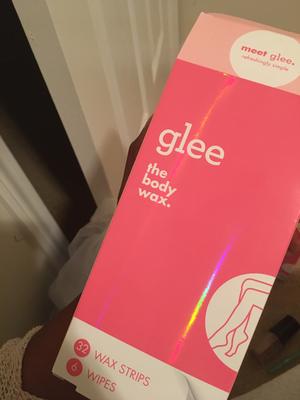 meet glee.
refreshingly simple
glee
the
body
wax.
32 WAX STRIPS
6 WIPES